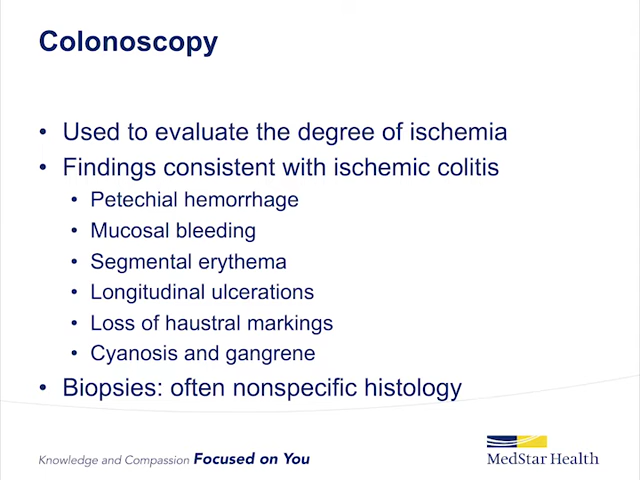 Colonoscopy
• Used to evaluate the degree of ischemia
• Findings consistent with ischemic colitis
• Petechial hemorrhage
• Mucosal bleeding
• Segmental erythema
• Longitudinal ulcerations
• Loss of haustral markings
• Cyanosis and gangrene
• Biopsies: often nonspecific histology
Knowledge and Compassion Focused on You
MedStar Health